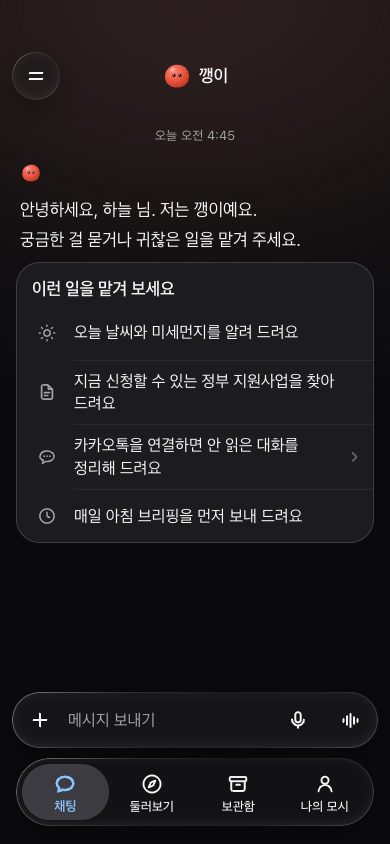 깽이
오늘 오전 4:45
안녕하세요, 하늘 님. 저는 깽이예요.
궁금한 걸 묻거나 귀찮은 일을 맡겨 주세요.
이런 일을 맡겨 보세요
오늘 날씨와 미세먼지를 알려 드려요
지금 신청할 수 있는 정부 지원사업을 찾아
드려요
카카오톡을 연결하면 안 읽은 대화를
정리해 드려요
매일 아침 브리핑을 먼저 보내 드려요
메시지 보내기
채팅
둘러보기
보관함
나의 모시